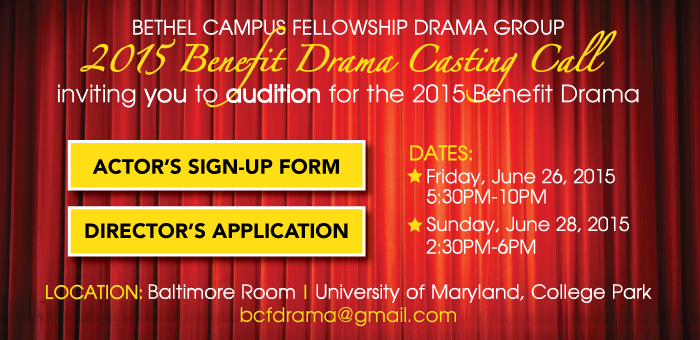 BETHEL CAMPUS FELLOWSHIP DRAMA GROUP
2015 Benefit Drama Casting Call
inviting you to audition for the 2015 Benefit Drama
ACTOR'S SIGN-UP FORM
DIRECTOR'S APPLICATION
DATES:
Friday, June 26, 2015
5:30PM-10PM
Sunday, June 28, 2015
2:30PM-6PM
LOCATION: Baltimore Room | University of Maryland, College Park
bcfdrama@gmail.com